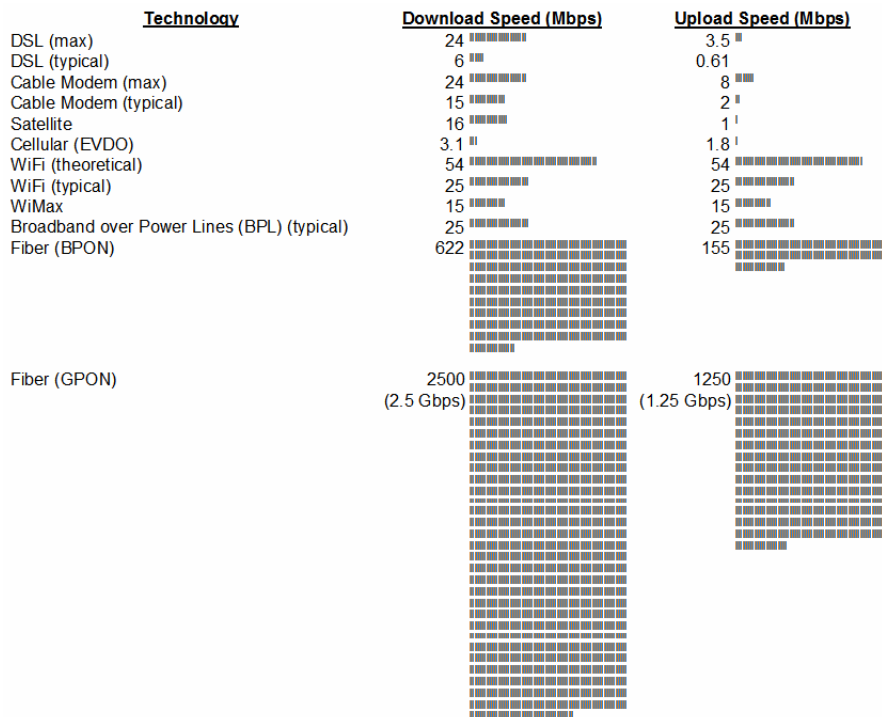 Technology Download Speed (Mbps) Upload Speed (Mbps)
DSL (max) 24 3.5
DSL (typical) 6 0.61
Cable Modem (max) 24 8
Cable Modem (typical) 15 2
Satellite 16 1
Cellular (EVDO) 3.1 1.8
WiFi (theoretical) 54 54
WiFi (typical) 25 25
WiMax 15 15
Broadband over Power Lines (BPL) (typical) 25 25
Fiber (BPON) 622 155
Fiber (GPON) 2500 1250
(2.5 Gbps) (1.25 Gbps)